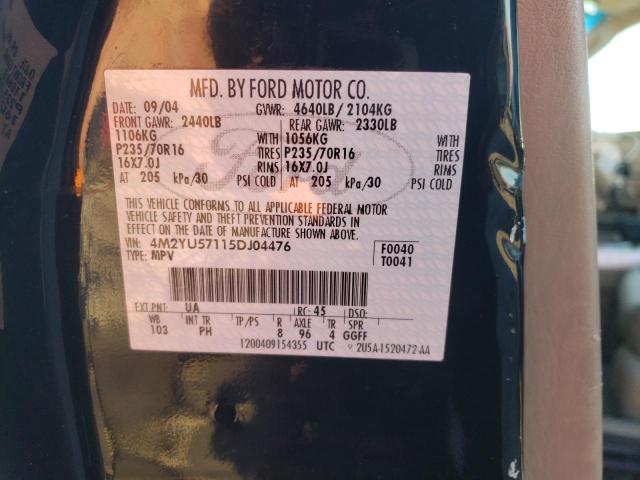 MFD. BY FORD MOTOR CO.
DATE: 09/04 GVWR: 4640LB/ 2104KG
FRONT GAWR: 2440LB REAR GAWR: 2330LB
1106KG WITH 1056KG WITH
P235/70R16 TIRES P235/70R16 TIRES
16X7.0J RIMS 16X7.0J RIMS
AT 205 kPa/30 PSI COLD AT 205 kPa/30 PSI COLD
THIS VEHICLE CONFORMS TO ALL APPLICABLE FEDERAL MOTOR
VEHICLE SAFETY AND THEFT PREVENTION STANDARDS IN
EFFECT ON THE DATE OF MANUFACTURE SHOWN ABOVE.
VIN: 4M2YU57115DJ04476 F0040
TYPE: MPV T0041
EXT PNT: UA RC: 45 DSO:
WB INT TR TP/PS R AXLE TR SPR
103 PH 8 96 4 GGFF
1200409154355 UTC 2U5A-1520472-AA
Ford